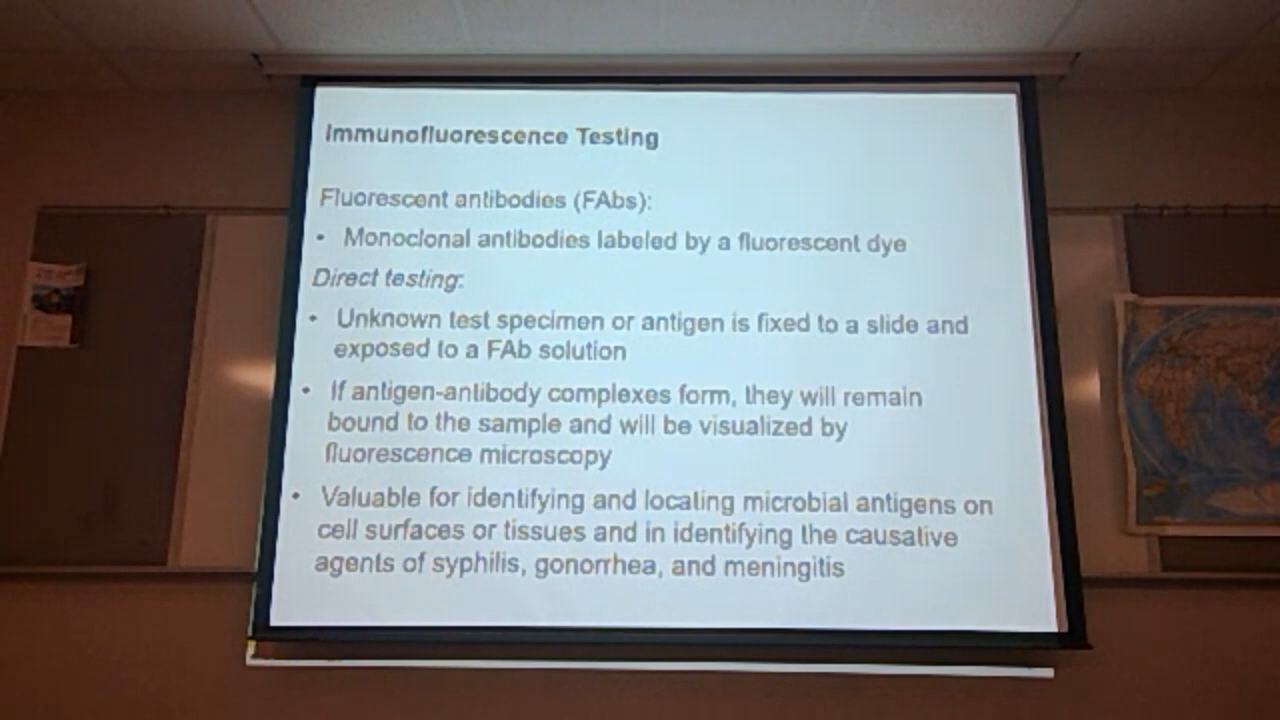 Immunofluorescence Testing
Fluorescent antibodies (FAbs):
• Monoclonal antibodies labeled by a fluorescent dye
Direct testing:
• Unknown test specimen or antigen is fixed to a slide and
exposed to a FAb solution
• If antigen-antibody complexes form, they will remain
bound to the sample and will be visualized by
fluorescence microscopy
• Valuable for identifying and locating microbial antigens on
cell surfaces or tissues and in identifying the causative
agents of syphilis, gonorrhea, and meningitis